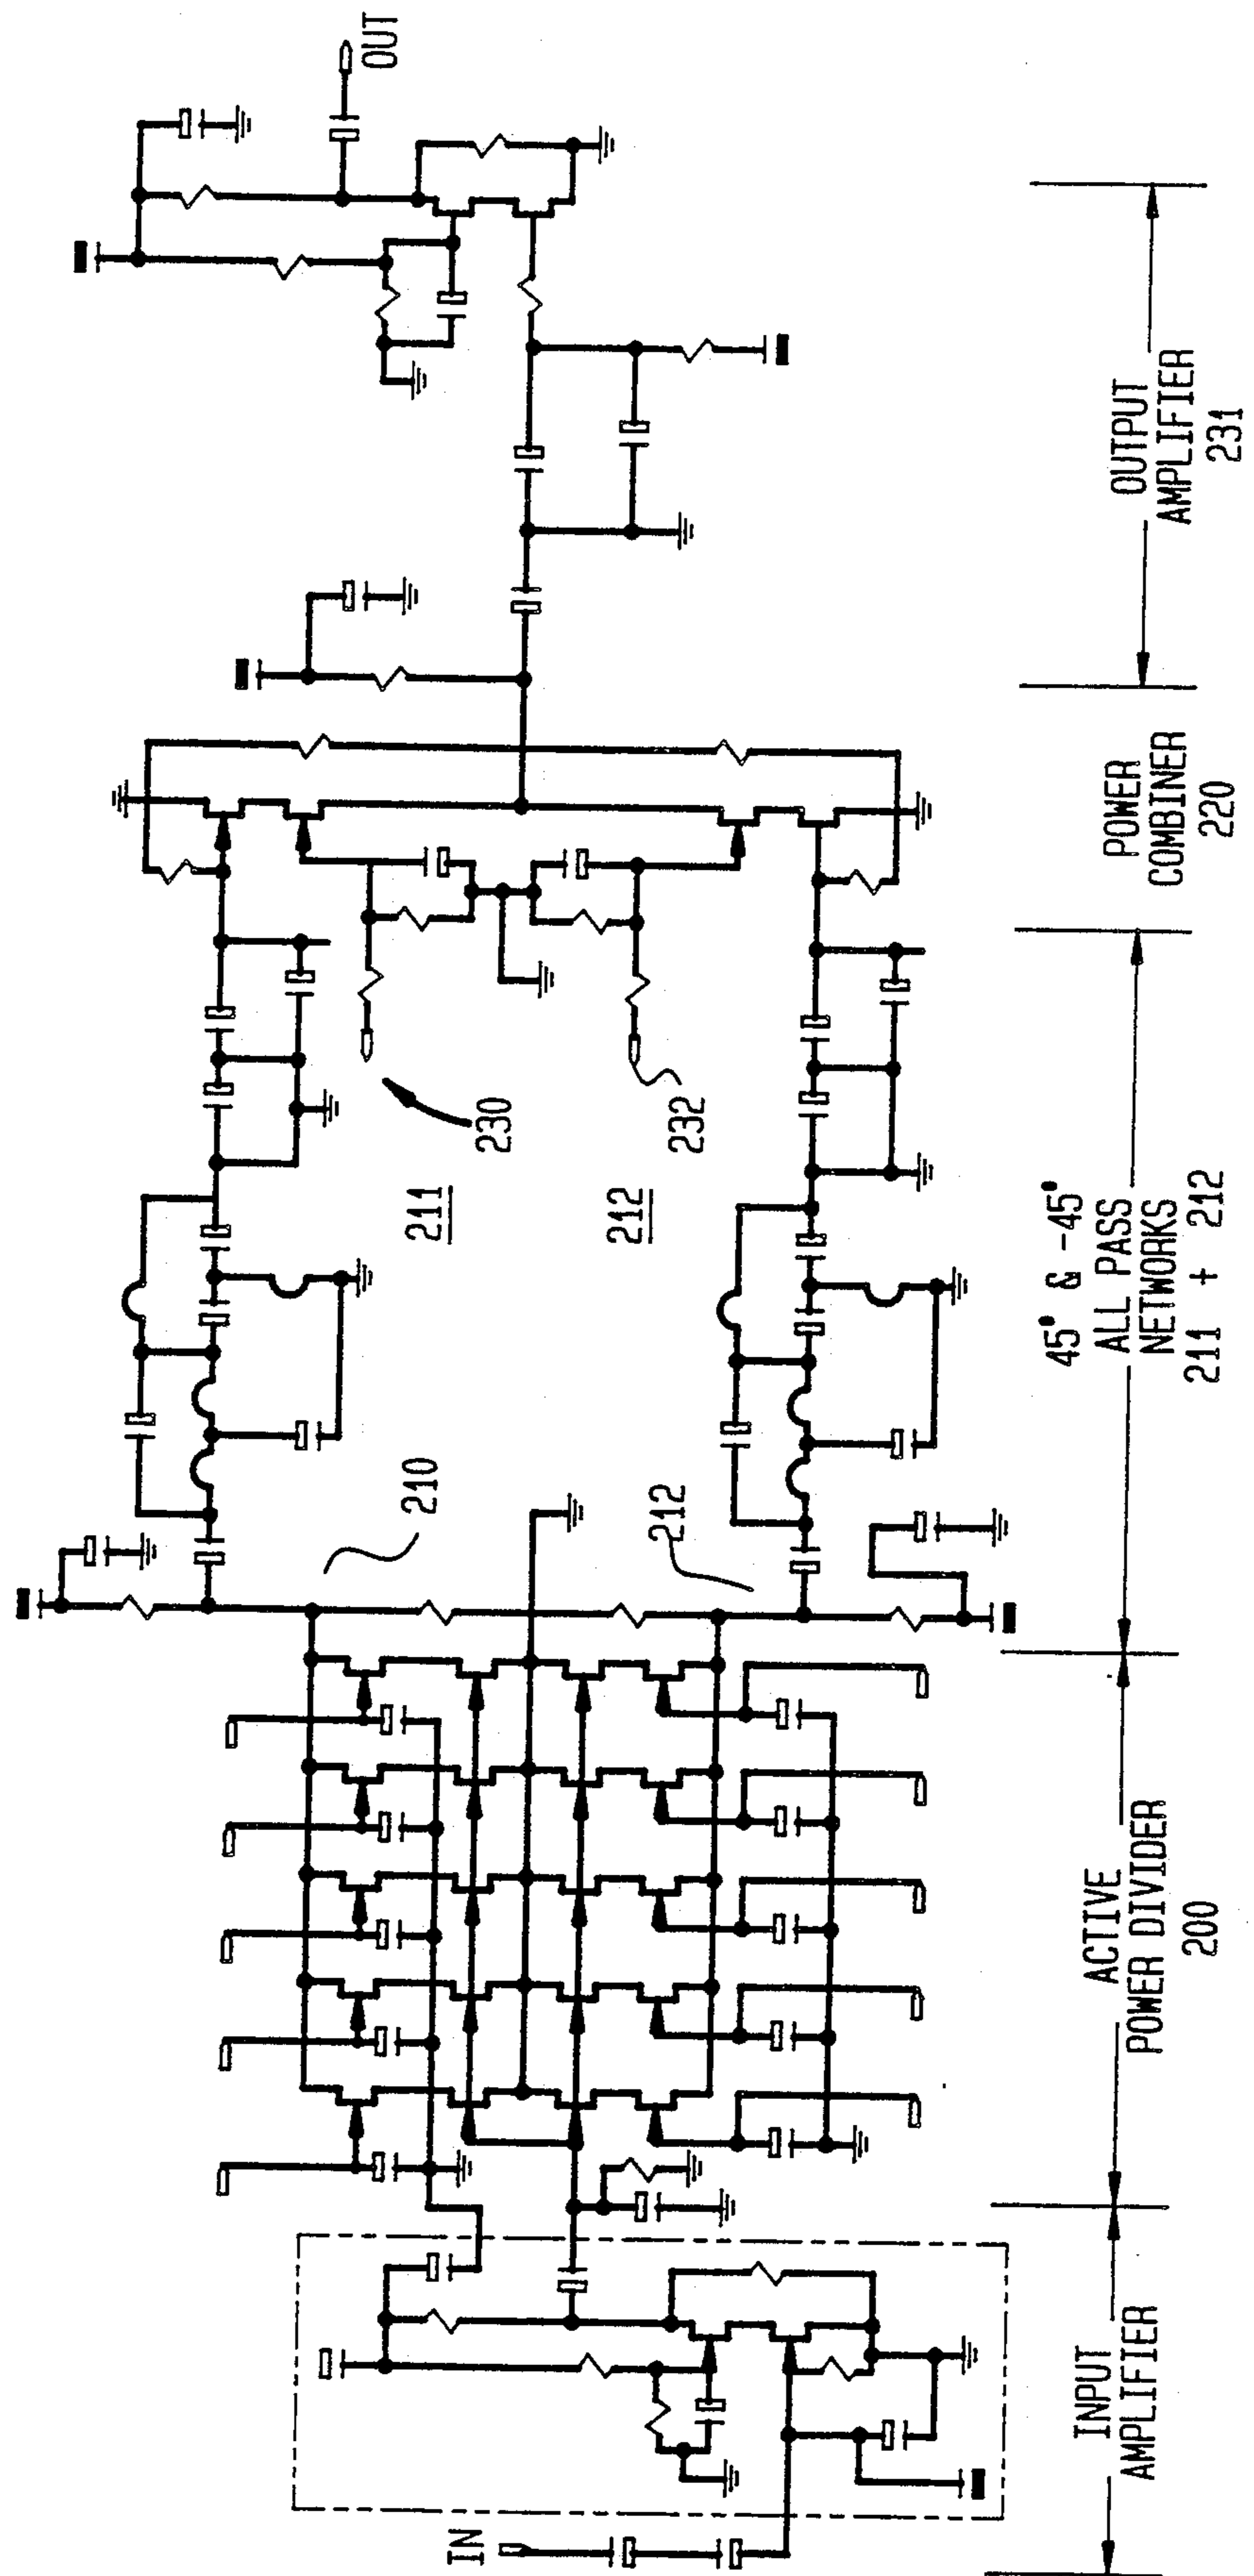 IN
OUT
210
212
211
212
230
232
INPUT
AMPLIFIER
ACTIVE
POWER DIVIDER
200
45° & -45°
ALL PASS
NETWORKS
211 + 212
POWER
COMBINER
220
OUTPUT
AMPLIFIER
231